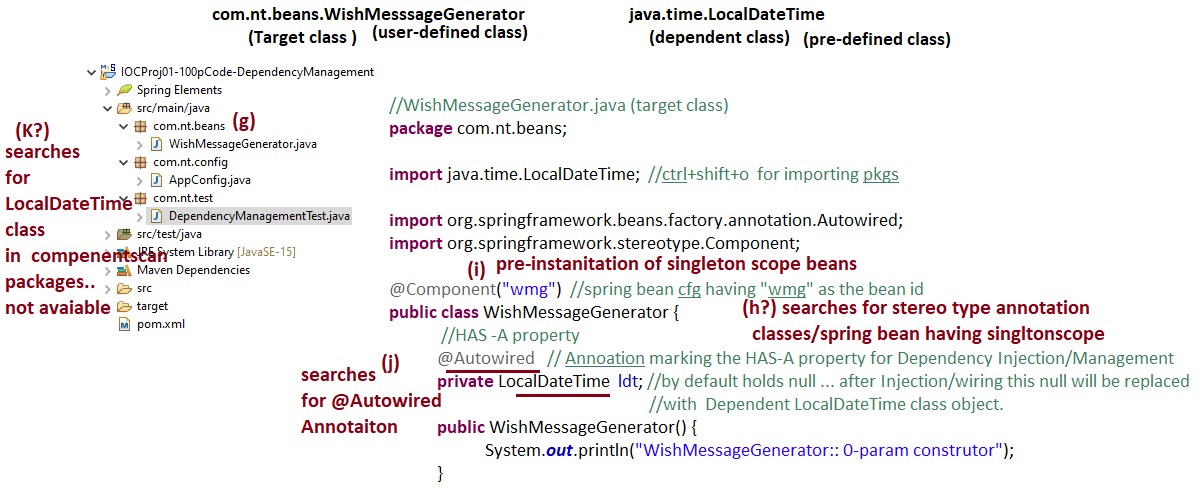 com.nt.beans.WishMesssageGenerator java.time.LocalDateTime
(Target class ) (user-defined class) (dependent class) (pre-defined class)
IOCProj01-100pCode-DependencyManagement
Spring Elements
src/main/java
com.nt.beans (g)
WishMessageGenerator.java
com.nt.config
AppConfig.java
com.nt.test
DependencyManagementTest.java
src/test/java
JRE System Library [JavaSE-15]
Maven Dependencies
src
target
pom.xml
(K?)
searches
for
LocalDateTime
class
in compenentscan
packages..
not avaiable
//WishMessageGenerator.java (target class)
package com.nt.beans;
import java.time.LocalDateTime; //ctrl+shift+o for importing pkgs
import org.springframework.beans.factory.annotation.Autowired;
import org.springframework.stereotype.Component;
(i) pre-instanitation of singleton scope beans
@Component("wmg") //spring bean cfg having "wmg" as the bean id
public class WishMessageGenerator {
(h?) searches for stereo type annotation
classes/spring bean having singltonscope
//HAS -A property
@Autowired // Annoation marking the HAS-A property for Dependency Injection/Management
private LocalDateTime ldt; //by default holds null ... after Injection/wiring this null will be replaced
//with Dependent LocalDateTime class object.
(j)
searches
for @Autowired
Annotaiton
public WishMessageGenerator() {
System.out.println("WishMessageGenerator:: 0-param construtor");
}